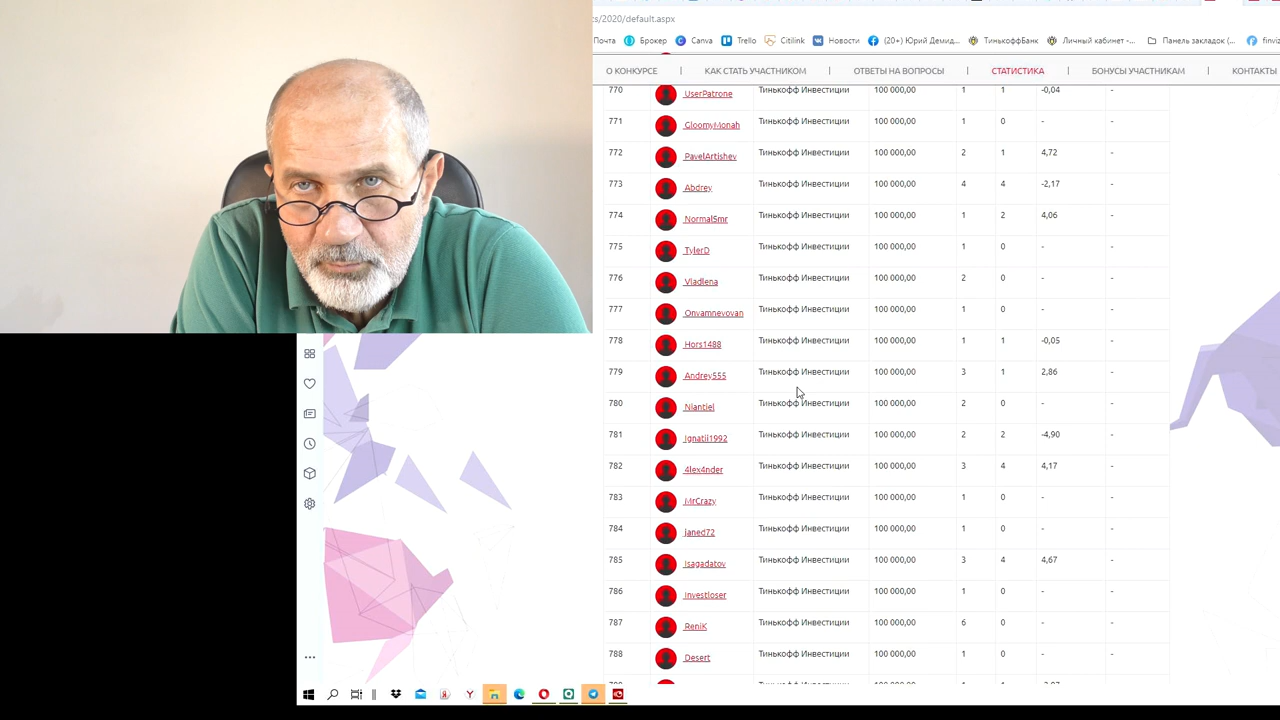 ts/2020/default.aspx
Почта Брокер Canva Trello Citilink Новости (20+) Юрий Демид... ТинькоффБанк Личный кабинет -... Панель закладок (... finviz
О КОНКУРСЕ | КАК СТАТЬ УЧАСТНИКОМ | ОТВЕТЫ НА ВОПРОСЫ | СТАТИСТИКА | БОНУСЫ УЧАСТНИКАМ | КОНТАКТЫ
770 UserPatrone Тинькофф Инвестиции 100 000,00 1 1 -0,04 -
771 GloomyMonah Тинькофф Инвестиции 100 000,00 1 0 - -
772 PavelArtishev Тинькофф Инвестиции 100 000,00 2 1 4,72 -
773 Abdrey Тинькофф Инвестиции 100 000,00 4 4 -2,17 -
774 Normal5mr Тинькофф Инвестиции 100 000,00 1 2 4,06 -
775 TylerD Тинькофф Инвестиции 100 000,00 1 0 - -
776 Vladlena Тинькофф Инвестиции 100 000,00 2 0 - -
777 Onvamnevovan Тинькофф Инвестиции 100 000,00 1 0 - -
778 Hors1488 Тинькофф Инвестиции 100 000,00 1 1 -0,05 -
779 Andrey555 Тинькофф Инвестиции 100 000,00 3 1 2,86 -
780 Niantiel Тинькофф Инвестиции 100 000,00 2 0 - -
781 Ignatii1992 Тинькофф Инвестиции 100 000,00 2 2 -4,90 -
782 4lex4nder Тинькофф Инвестиции 100 000,00 3 4 4,17 -
783 MrCrazy Тинькофф Инвестиции 100 000,00 1 0 - -
784 janed72 Тинькофф Инвестиции 100 000,00 1 0 - -
785 Isagadatov Тинькофф Инвестиции 100 000,00 3 4 4,67 -
786 Investloser Тинькофф Инвестиции 100 000,00 1 0 - -
787 ReniK Тинькофф Инвестиции 100 000,00 6 0 - -
788 Desert Тинькофф Инвестиции 100 000,00 1 0 - -